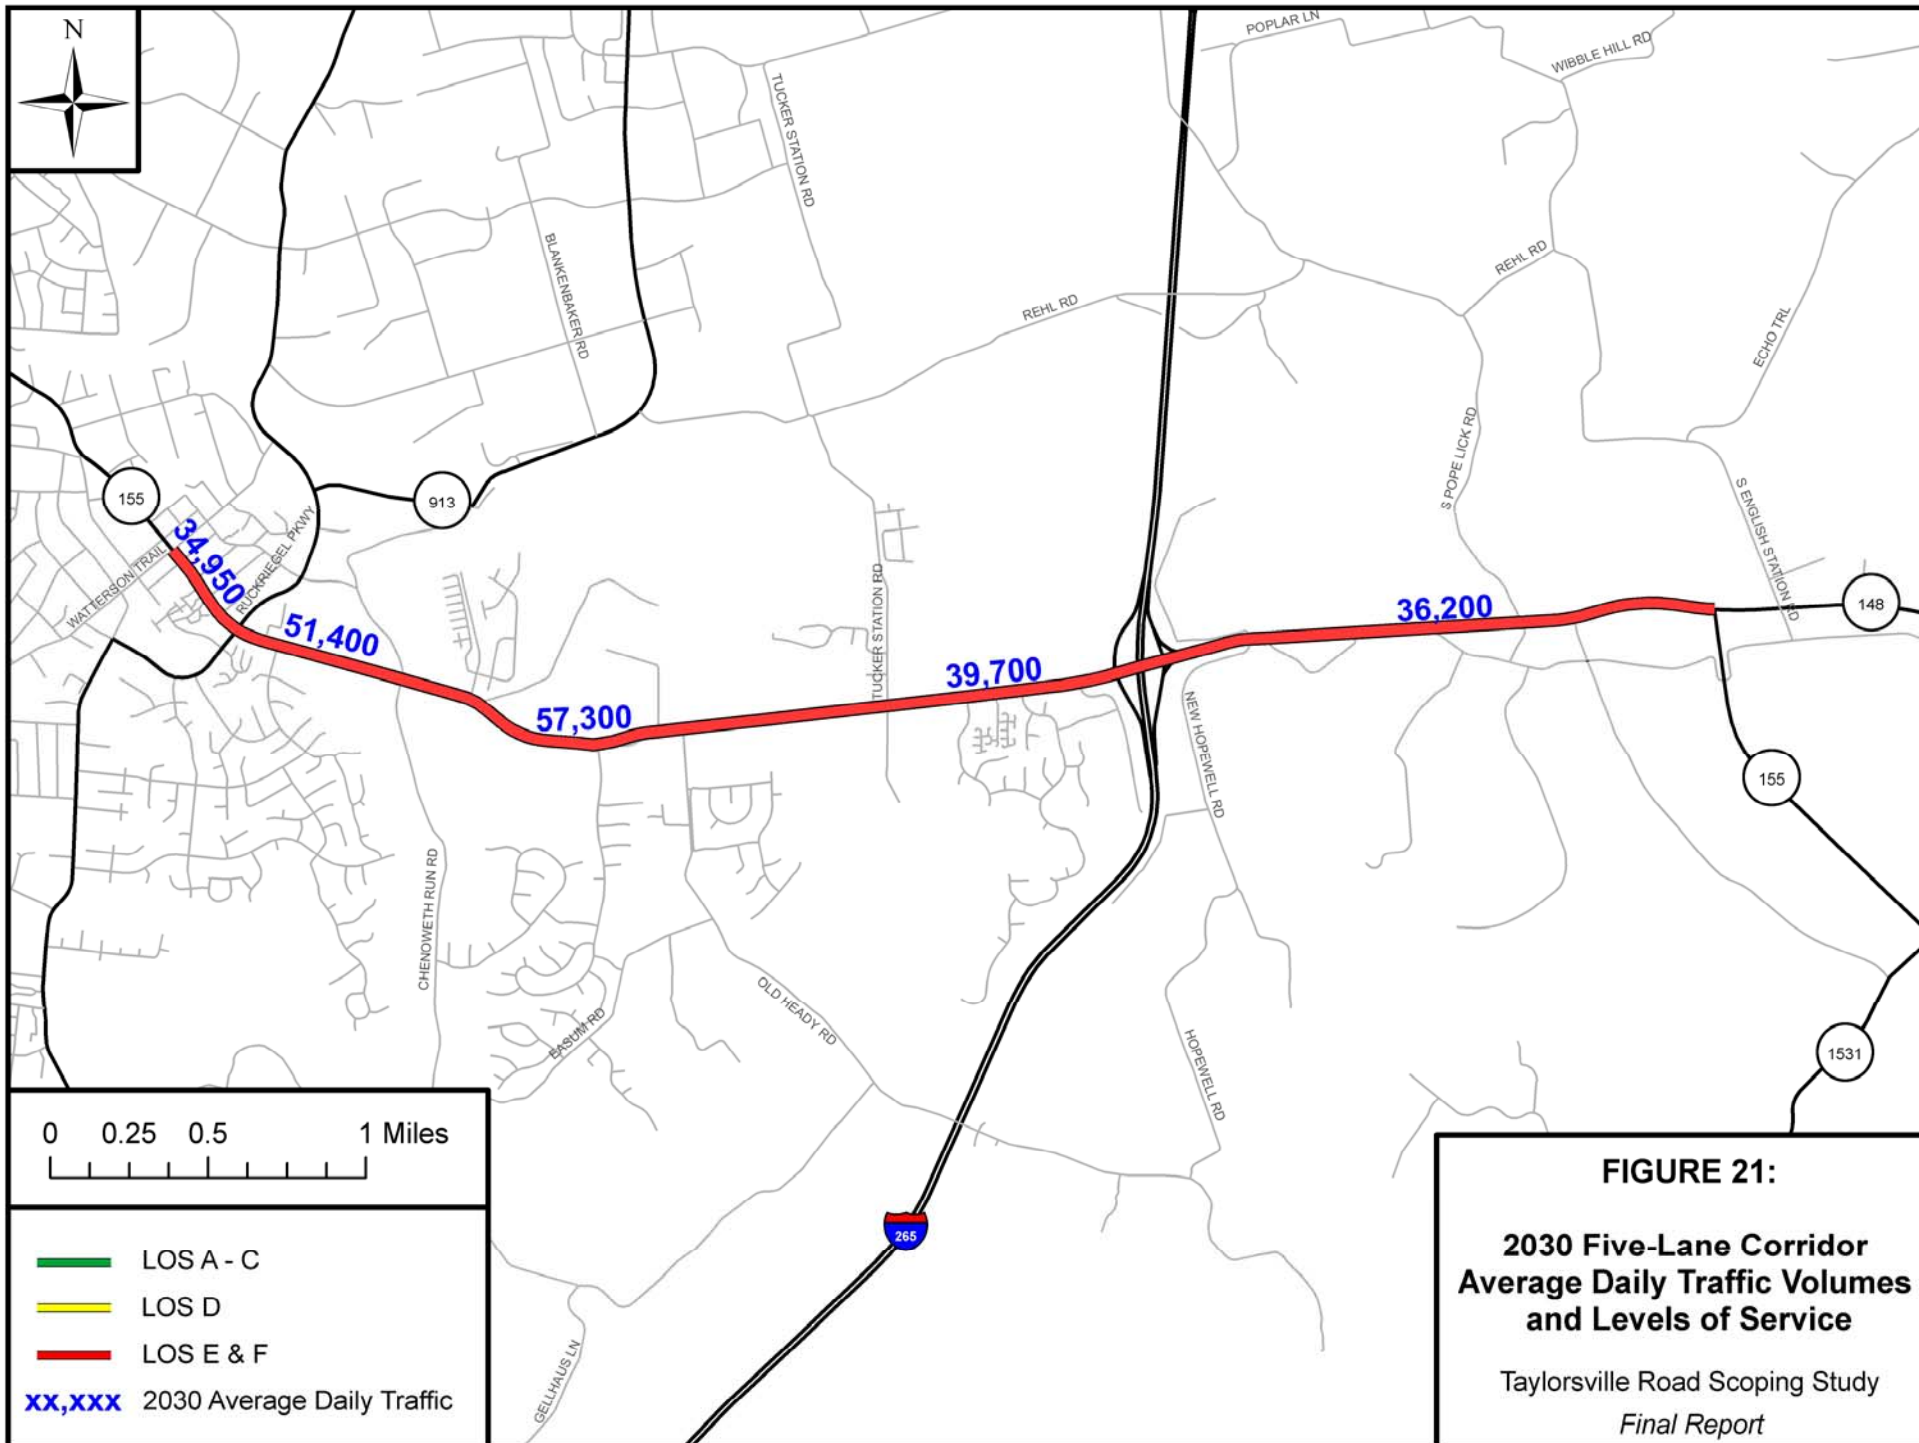 N
POPLAR LN
WIBBLE HILL RD
TUCKER STATION RD
BLANKENBAKER RD
REHL RD
REHL RD
ECHO TRL
S POPE LICK RD
S ENGLISH STATION RD
155
913
34,950
WATTERSON TRAIL
RUCKRIEGEL PKWY
51,400
57,300
TUCKER STATION RD
39,700
36,200
148
NEW HOPEWELL RD
155
CHENOWETH RUN RD
OLD HEADY RD
EASUM RD
HOPEWELL RD
1531
265
GELLHAUS LN
0 0.25 0.5 1 Miles
LOS A - C
LOS D
LOS E & F
xx,xxx 2030 Average Daily Traffic
FIGURE 21:
2030 Five-Lane Corridor
Average Daily Traffic Volumes
and Levels of Service
Taylorsville Road Scoping Study
Final Report